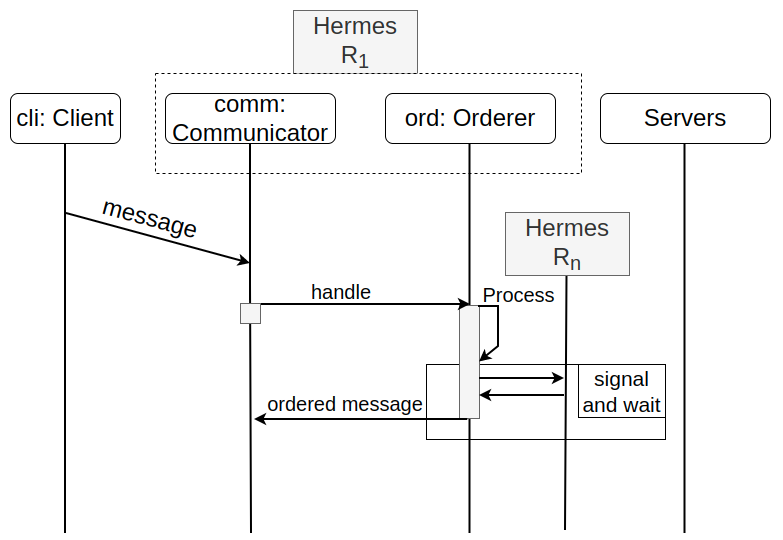 Hermes
R1
cli: Client
comm:
Communicator
ord: Orderer
Servers
message
Hermes
Rn
handle
Process
signal
and wait
ordered message